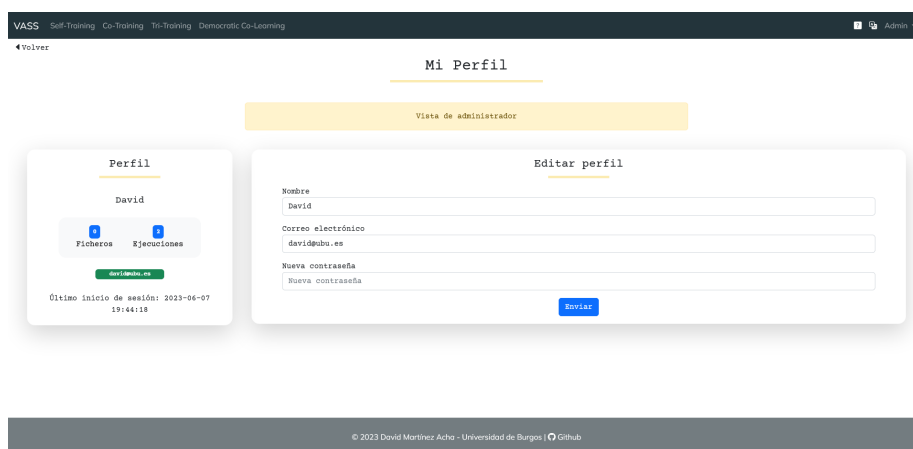 VASS Self-Training Co-Training Tri-Training Democratic Co-Learning Admin
Volver
Mi Perfil
Vista de administrador
Perfil
David
0 3
Ficheros Ejecuciones
david@ubu.es
Último inicio de sesión: 2023-06-07
19:44:18
Editar perfil
Nombre
David
Correo electrónico
david@ubu.es
Nueva contraseña
Nueva contraseña
Enviar
© 2023 David Martínez Acha - Universidad de Burgos | Github